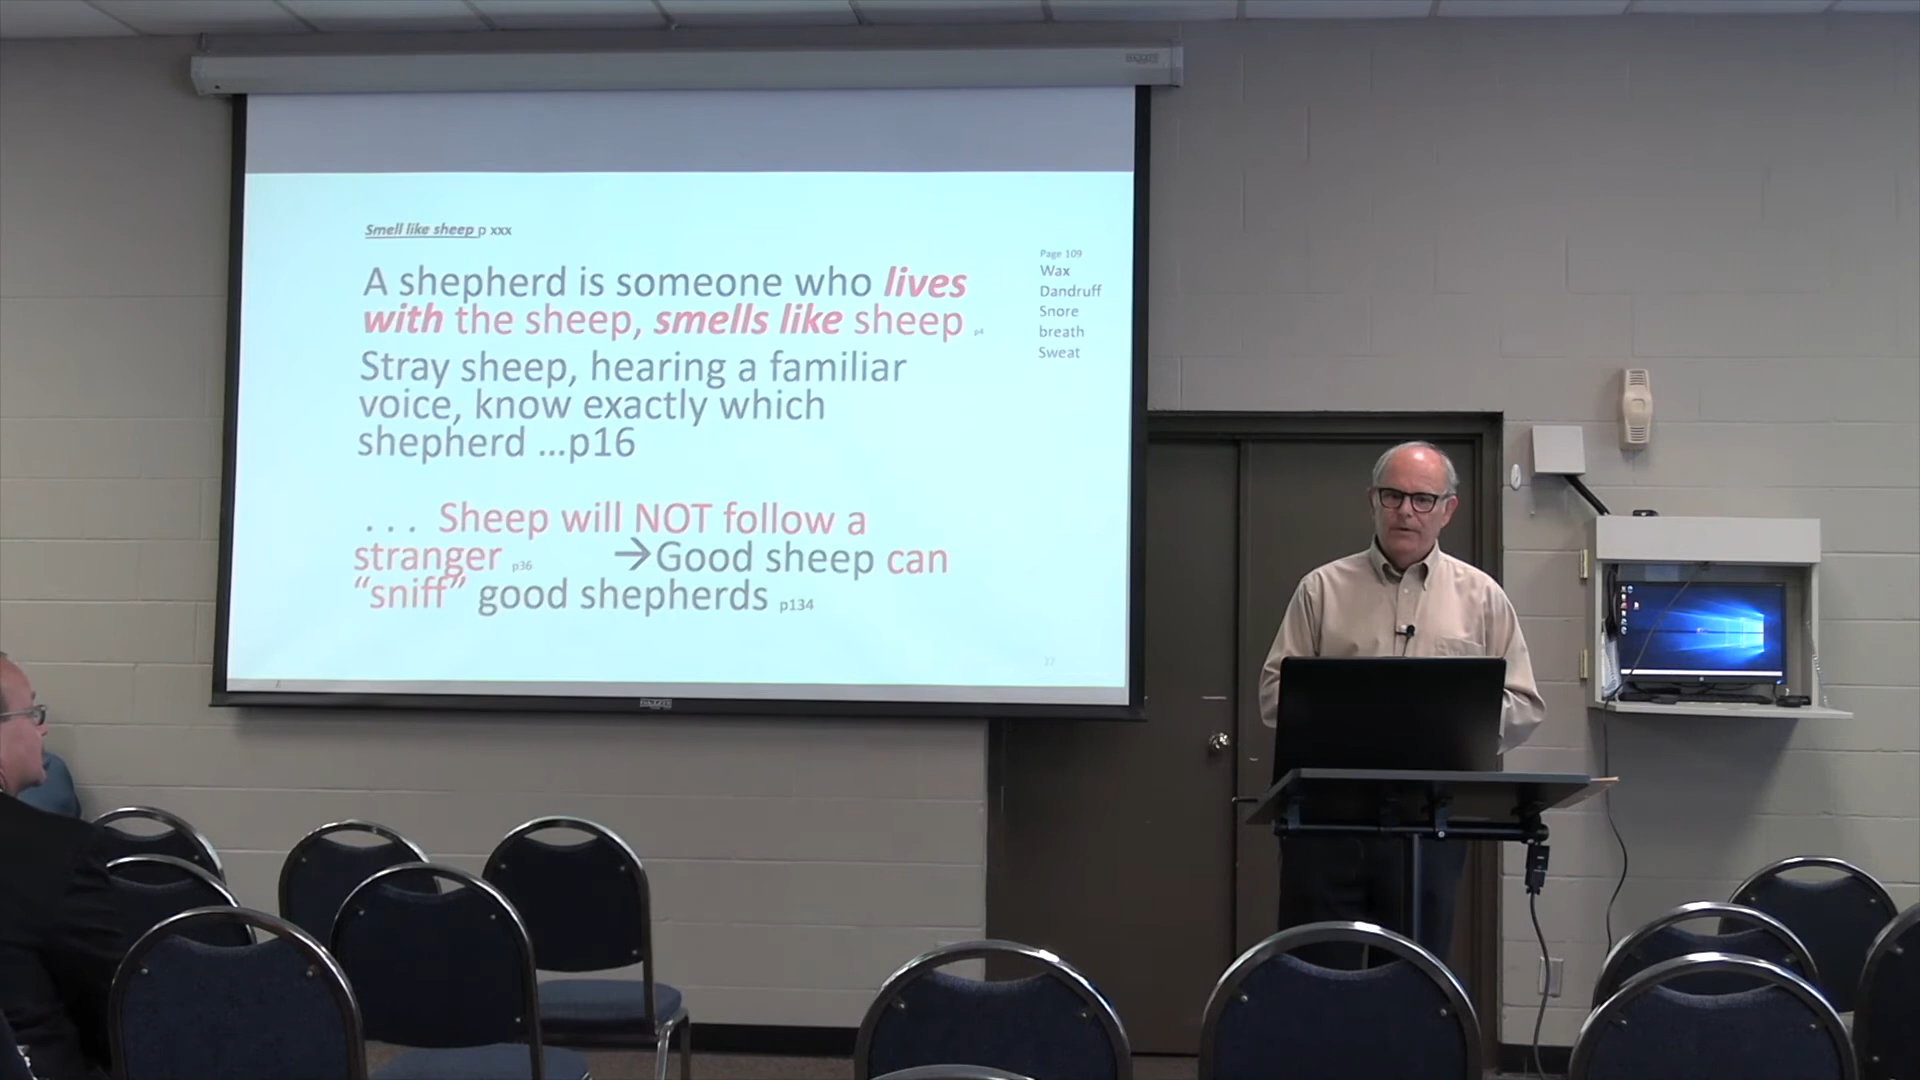 Smell like sheep p xxx
A shepherd is someone who lives
with the sheep, smells like sheep p4
Stray sheep, hearing a familiar
voice, know exactly which
shepherd ...p16
. . . Sheep will NOT follow a
stranger p36 →Good sheep can
“sniff” good shepherds p134
Page 109
Wax
Dandruff
Snore
breath
Sweat
27